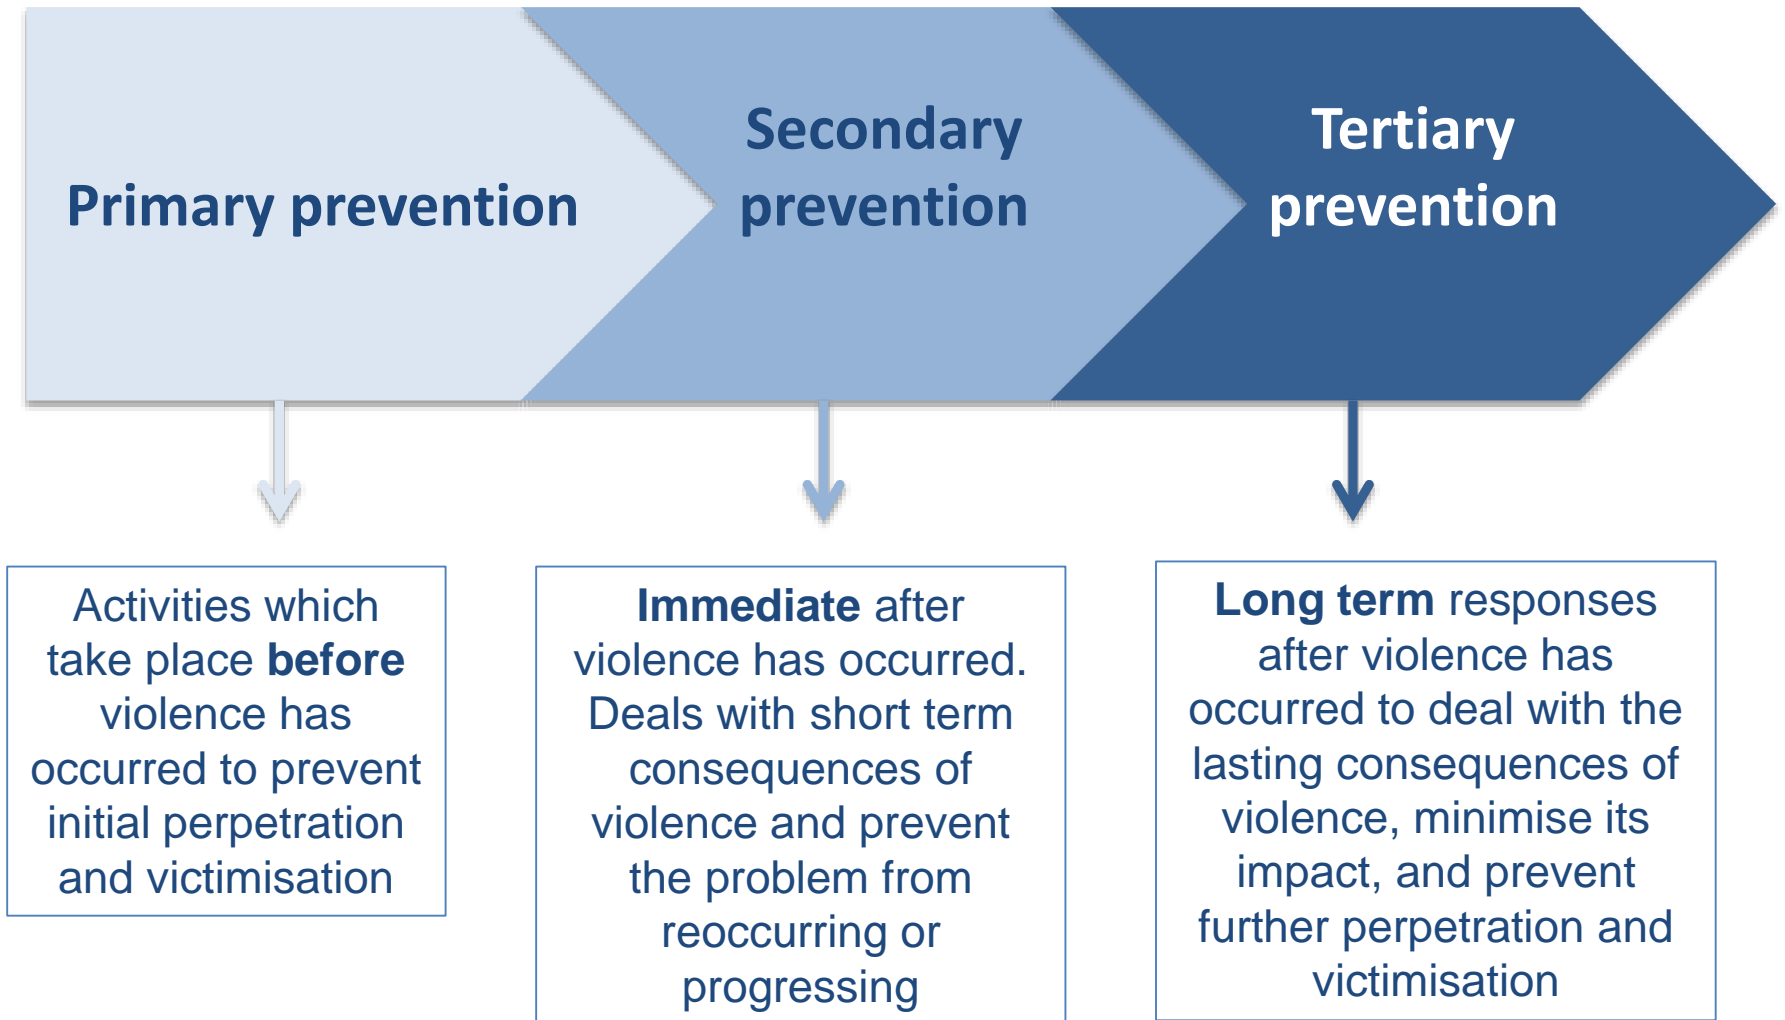 Primary prevention
Secondary
prevention
Tertiary
prevention
Activities which
take place before
violence has
occurred to prevent
initial perpetration
and victimisation
Immediate after
violence has occurred.
Deals with short term
consequences of
violence and prevent
the problem from
reoccurring or
progressing
Long term responses
after violence has
occurred to deal with the
lasting consequences of
violence, minimise its
impact, and prevent
further perpetration and
victimisation